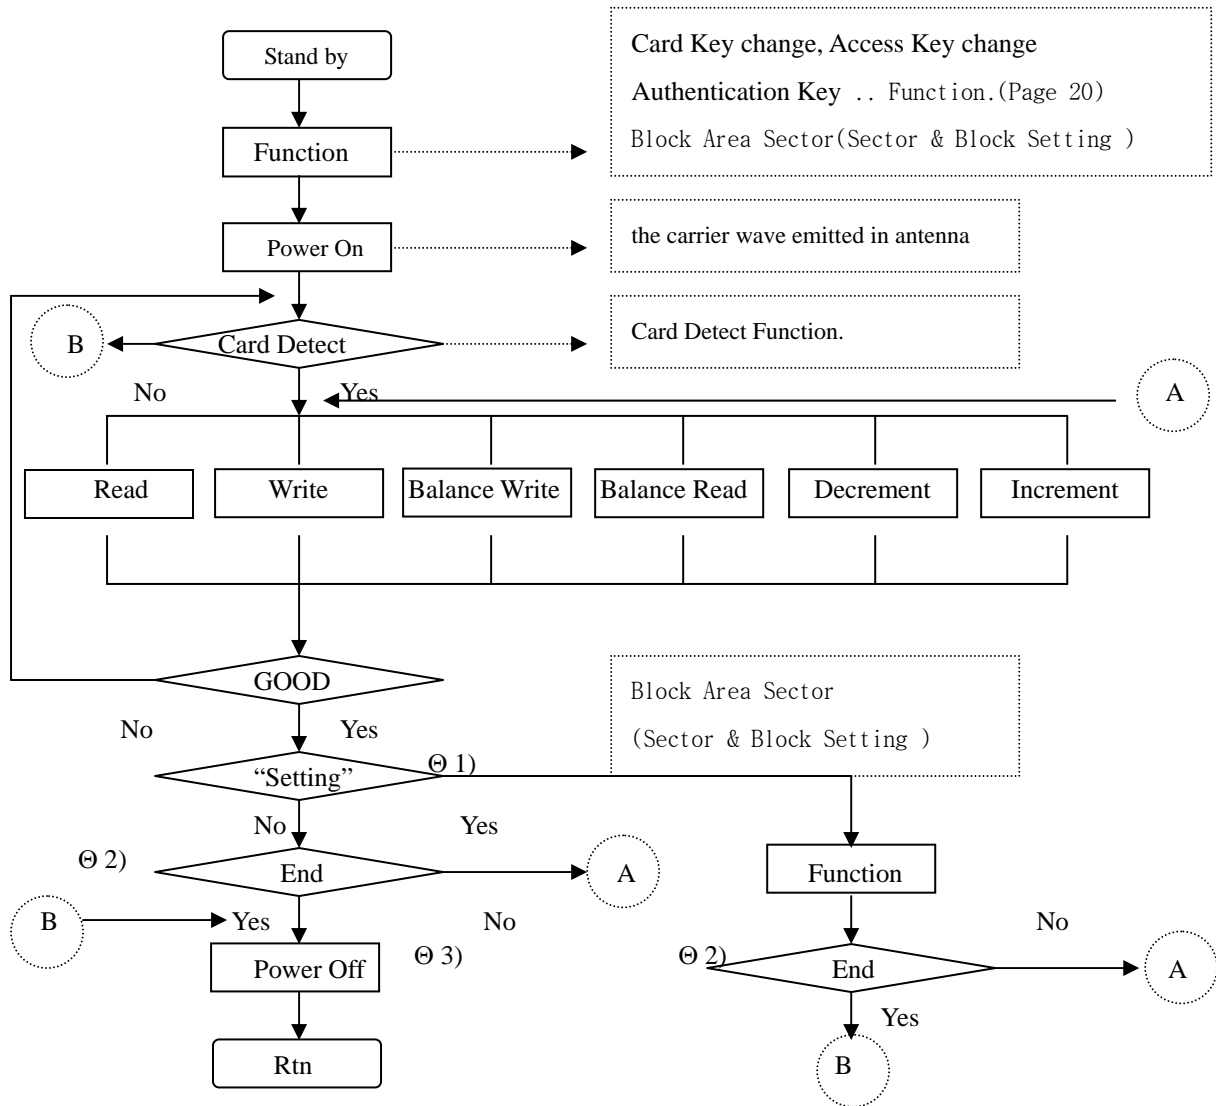 Stand by
Card Key change, Access Key change
Authentication Key .. Function.(Page 20)
Block Area Sector(Sector & Block Setting )
Function
Power On
the carrier wave emitted in antenna
B
Card Detect
Card Detect Function.
No
Yes
A
Read
Write
Balance Write
Balance Read
Decrement
Increment
GOOD
Block Area Sector
(Sector & Block Setting )
No
Yes
“Setting”
Θ 1)
No
Yes
Θ 2)
End
A
Function
B
Yes
No
No
Power Off
Θ 3)
Θ 2)
End
A
Yes
Rtn
B